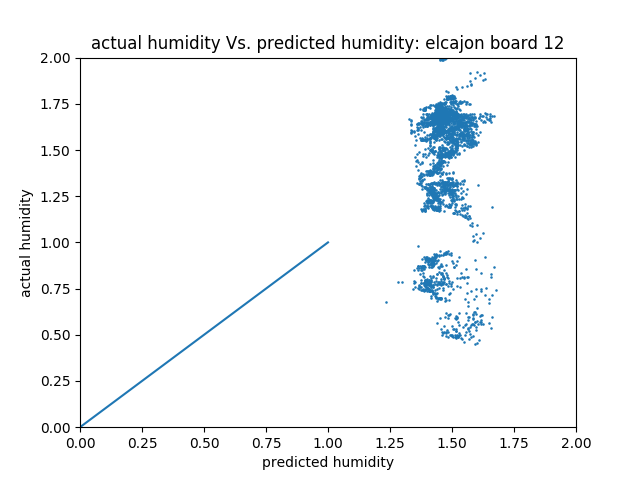 actual humidity Vs. predicted humidity: elcajon board 12
2.00
1.75
1.50
1.25
1.00
0.75
0.50
0.25
0.00
actual humidity
0.00 0.25 0.50 0.75 1.00 1.25 1.50 1.75 2.00
predicted humidity